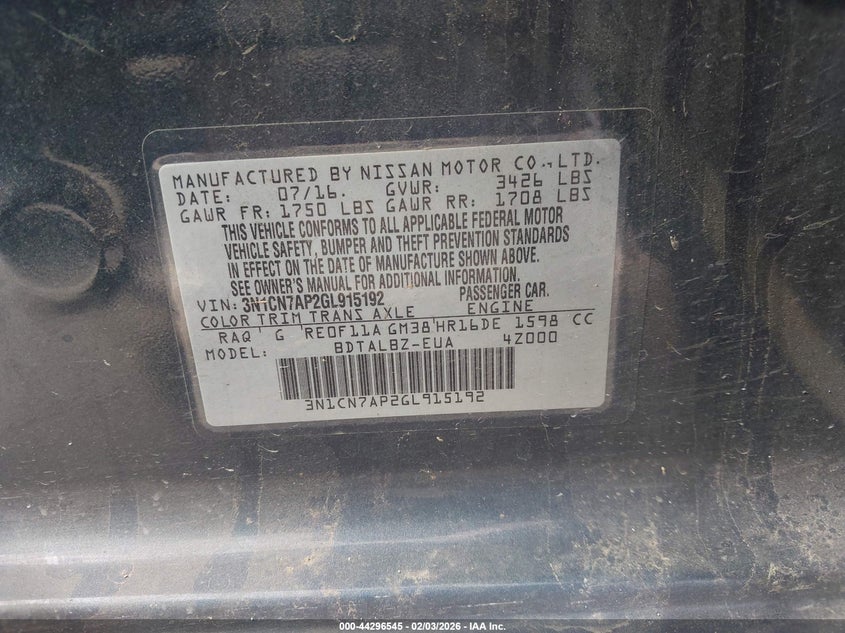 MANUFACTURED BY NISSAN MOTOR CO.,LTD.
DATE: 07/16. GVWR: 3426 LBS
GAWR FR: 1750 LBS GAWR RR: 1708 LBS
THIS VEHICLE CONFORMS TO ALL APPLICABLE FEDERAL MOTOR
VEHICLE SAFETY, BUMPER AND THEFT PREVENTION STANDARDS
IN EFFECT ON THE DATE OF MANUFACTURE SHOWN ABOVE.
SEE OWNER'S MANUAL FOR ADDITIONAL INFORMATION.
VIN: 3N1CN7AP2GL915192 PASSENGER CAR.
COLOR TRIM TRANS AXLE ENGINE
RAQ G RE0F11A GM38 HR16DE 1598 CC
MODEL: BDTALBZ-EUA 4Z000
3N1CN7AP2GL915192
000-44296545 - 02/03/2026 - IAA Inc.